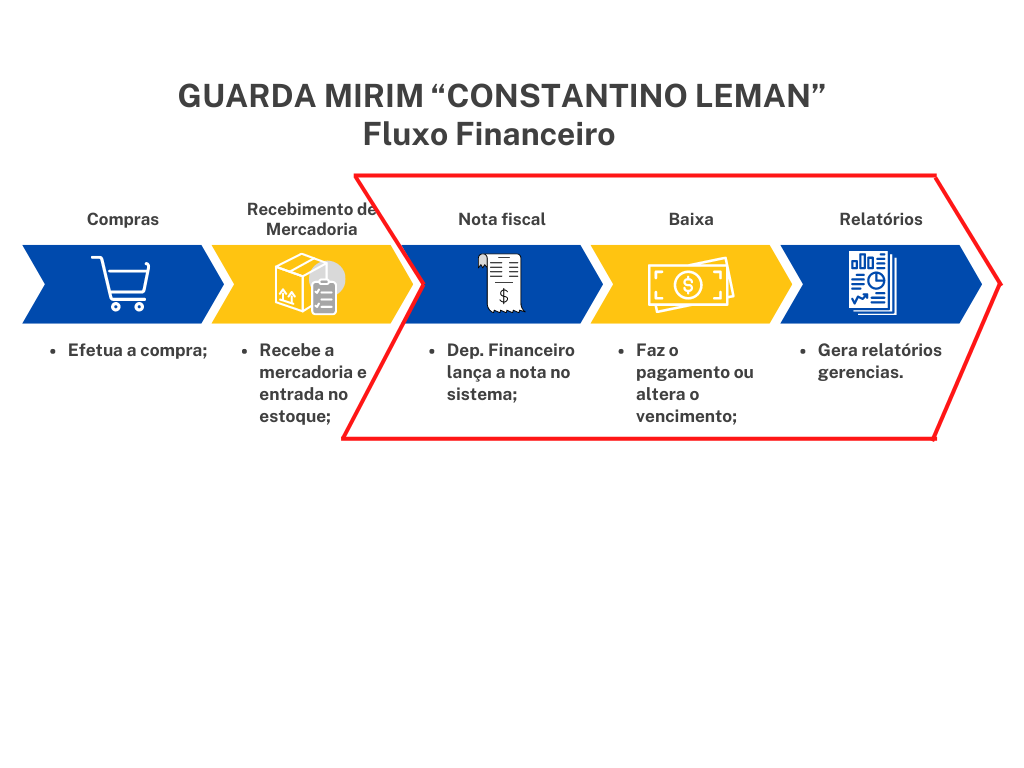 GUARDA MIRIM “CONSTANTINO LEMAN”
Fluxo Financeiro
Compras
Recebimento de
Mercadoria
Nota fiscal
Baixa
Relatórios
$
$
• Efetua a compra;
• Recebe a
mercadoria e
entrada no
estoque;
• Dep. Financeiro
lança a nota no
sistema;
• Faz o
pagamento ou
altera o
vencimento;
• Gera relatórios
gerencias.